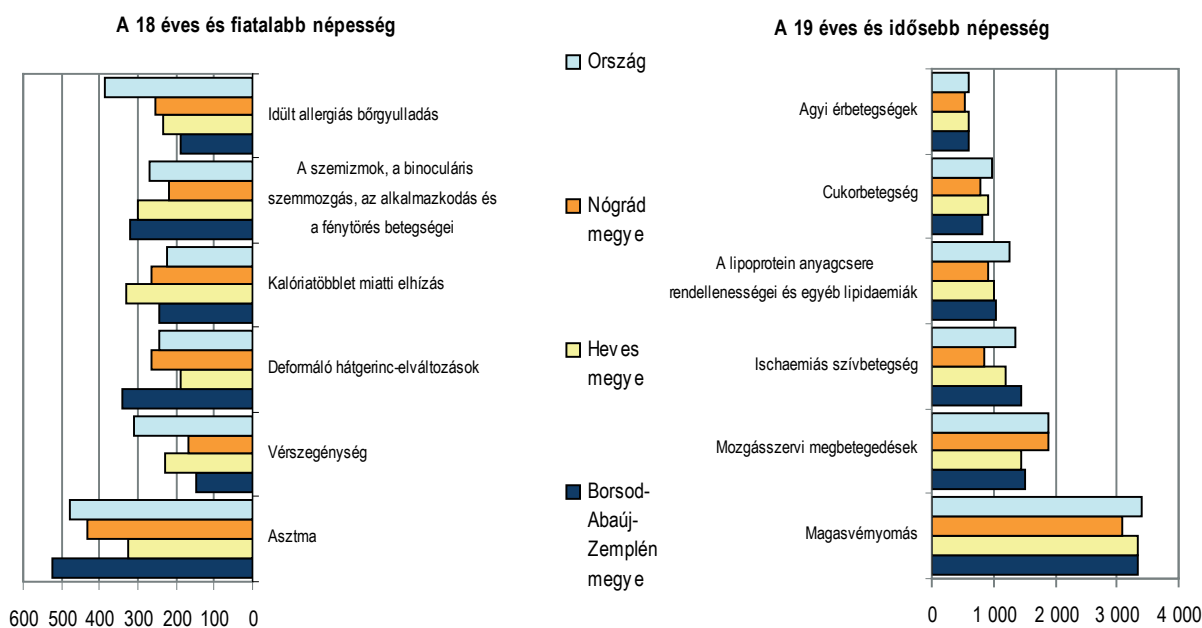 A 18 éves és fiatalabb népesség
Idült allergiás bőrgyulladás
A szemizmok, a binoculáris
szemmozgás, az alkalmazkodás és
a fénytörés betegségei
Kalóriatöbblet miatti elhízás
Deformáló hátgerinc-elváltozások
Vérszegénység
Asztma
600 500 400 300 200 100 0
Ország
Nógrád
megye
Heves
megye
Borsod-
Abaúj-
Zemplén
megye
A 19 éves és idősebb népesség
Agyi érbetegségek
Cukorbetegség
A lipoprotein anyagcsere
rendellenességei és egyéb lipidaemiák
Ischaemiás szívbetegség
Mozgásszervi megbetegedések
Magasvérnyomás
0 1 000 2 000 3 000 4 000